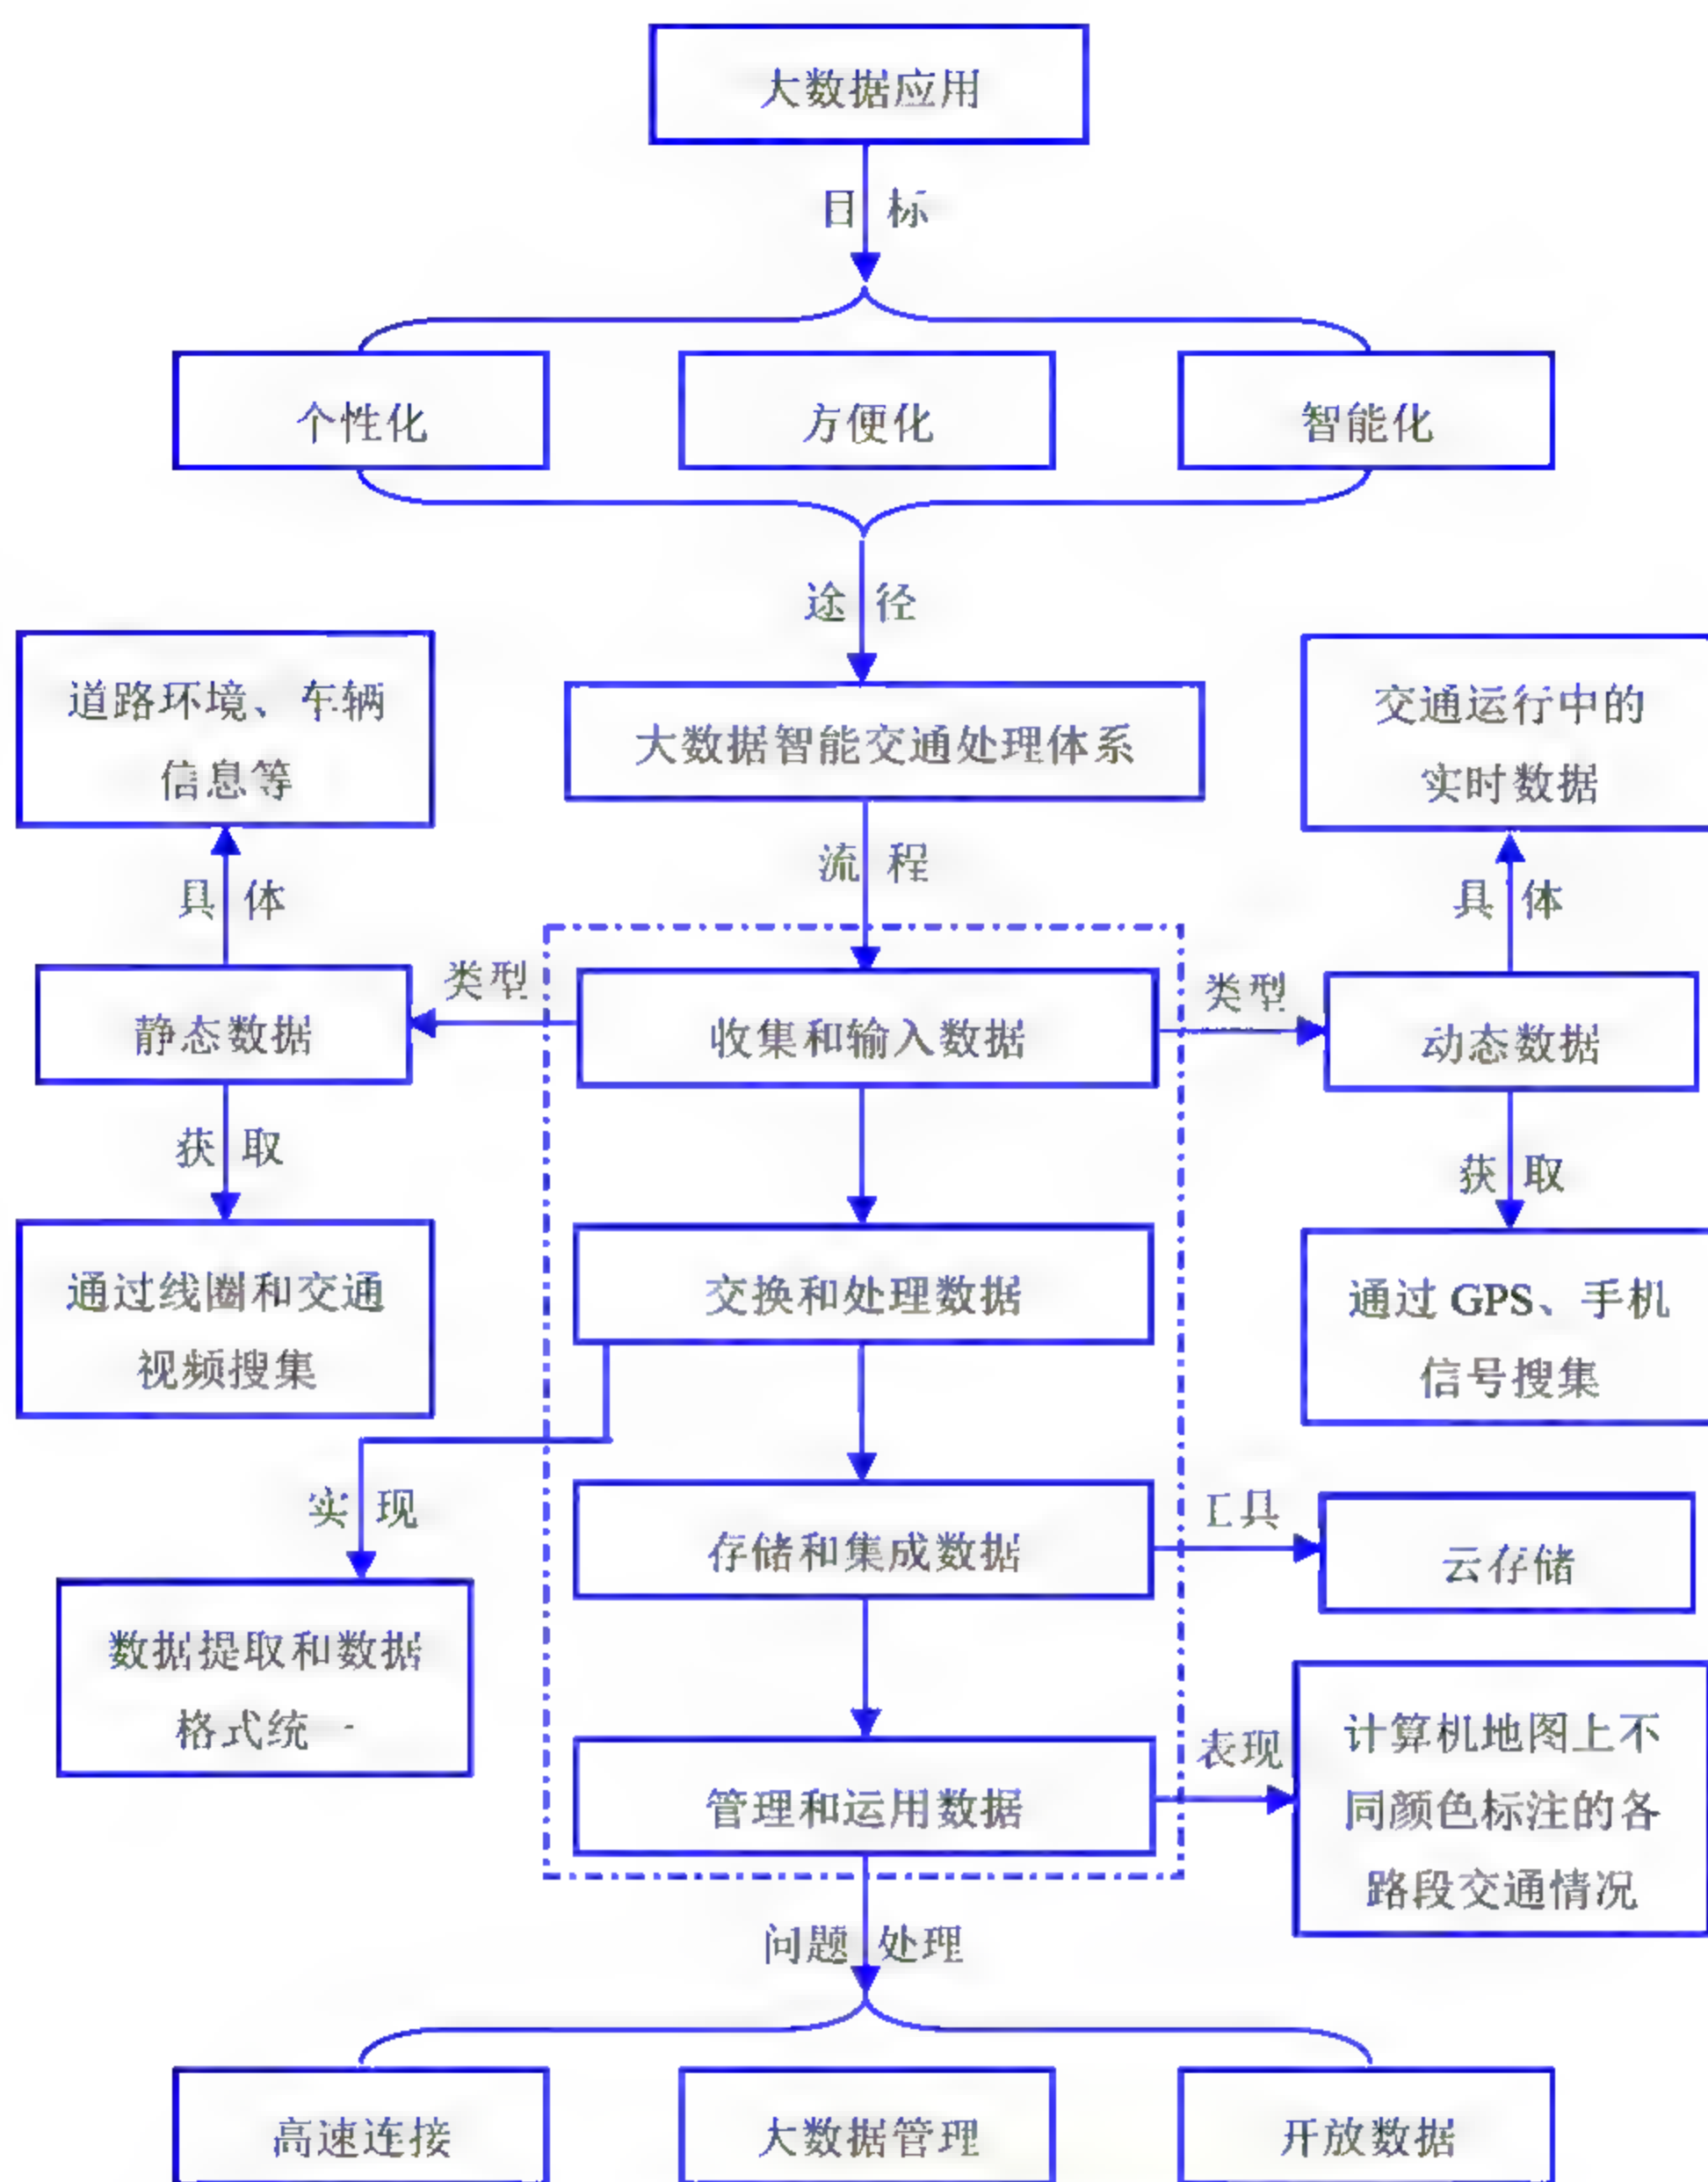 大数据应用
目 标
个性化
方便化
智能化
途 径
道路环境、车辆
信息等
大数据智能交通处理体系
交通运行中的
实时数据
流 程
具 体
具 体
类型
类型
静态数据
收集和输入数据
动态数据
获 取
获 取
通过线圈和交通
视频搜集
交换和处理数据
通过 GPS、手机
信号搜集
实 现
工具
存储和集成数据
云存储
数据提取和数据
格式统一
表现
管理和运用数据
计算机地图上不
同颜色标注的各
路段交通情况
问题 处理
高速连接
大数据管理
开放数据